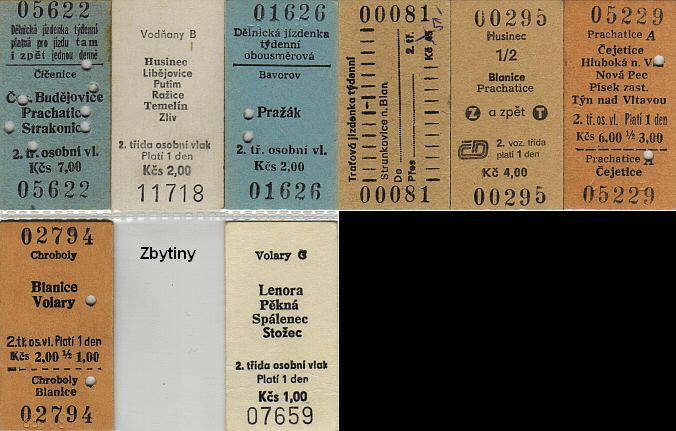 05622
Dělnická jízdenka týdenní
platná pro jízdu tam
i zpět jednou denně
Číčenice
Č. Budějovice
Prachatice
Strakonice
2. tř. osobní vl.
Kčs 7,00
05622
Vodňany B
Husinec
Libějovice
Putim
Ražice
Temelín
Zliv
2. třída osobní vlak
Platí 1 den
Kčs 2,00
11718
01626
Dělnická jízdenka
týdenní
obousměrová
Bavorov
Pražák
2. tř. osobní vl.
Kčs 2,00
01626
00081
Traťová jízdenka týdenní
Strunkovice n. Blan.
Do
Přes
2. tř.
Kčs
00081
00295
Husinec
1/2
Blanice
Prachatice
Z a zpět T
ČD
2. voz. třída
platí 1 den
Kč 4,00
00295
05229
Prachatice A
Čejetice
Hluboká n. Vl.
Nová Pec
Písek zast.
Týn nad Vltavou
2. tř. os. vl. Platí 1 den
Kčs 6.00 ½ 3,00
Prachatice A
Čejetice
05229
02794
Chroboly
Blanice
Volary
2. tř. os. vl. Platí 1 den
Kčs 2,00 ½ 1,00
Chroboly
Blanice
02794
Zbytiny
Volary
Lenora
Pěkná
Spálenec
Stožec
2. třída osobní vlak
Platí 1 den
Kčs 1,00
07659